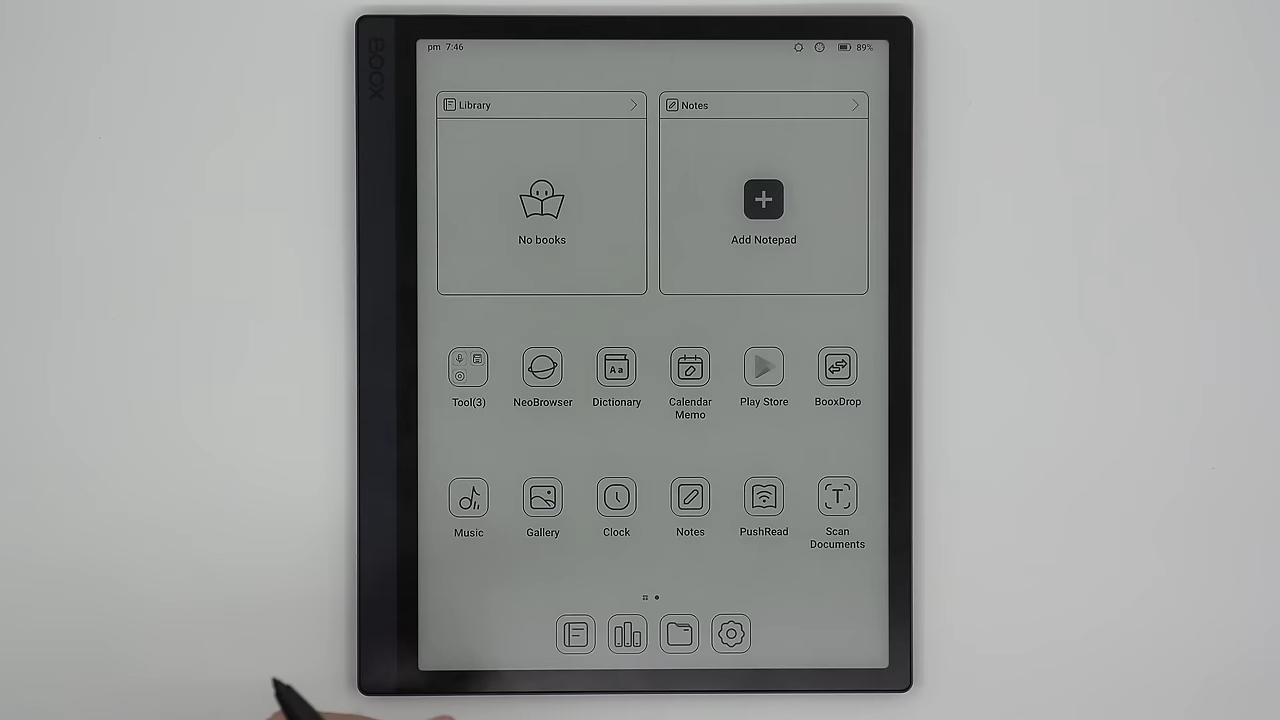 BOOX
pm 7:46
89%
Library
Notes
No books
Add Notepad
Aa
Tool(3)
NeoBrowser
Dictionary
Calendar
Memo
Play Store
BooxDrop
T
Music
Gallery
Clock
Notes
PushRead
Scan
Documents